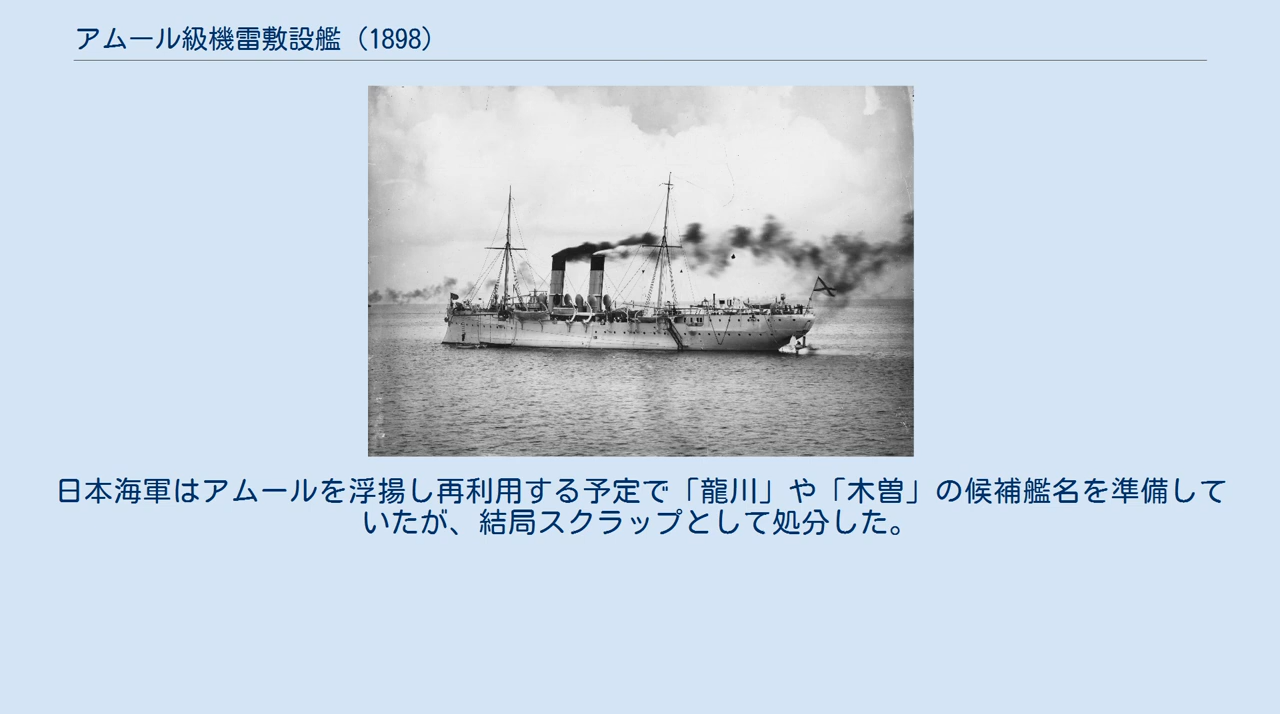 アムール級機雷敷設艦（1898）
日本海軍はアムールを浮揚し再利用する予定で「龍川」や「木曽」の候補艦名を準備して
いたが、結局スクラップとして処分した。